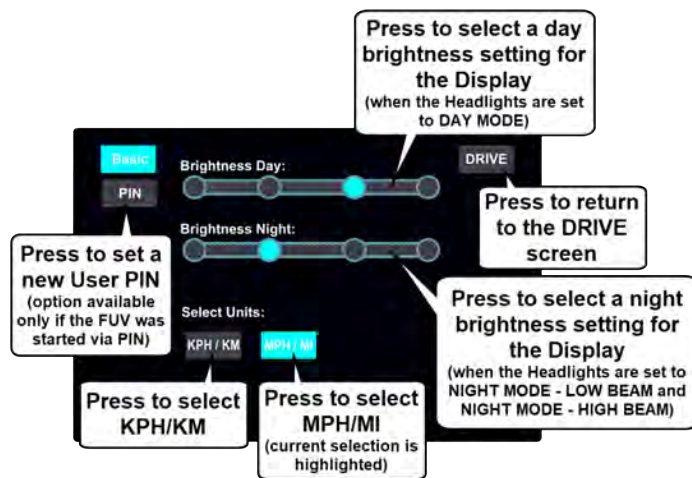 Press to select a day
brightness setting for
the Display
(when the Headlights are set
to DAY MODE)
Basic
Brightness Day:
DRIVE
PIN
Press to return
to the DRIVE
screen
Brightness Night:
Press to set a
new User PIN
(option available
only if the FUV was
started via PIN)
Press to select a night
brightness setting for
the Display
(when the Headlights are set to
NIGHT MODE - LOW BEAM and
NIGHT MODE - HIGH BEAM)
Select Units:
KPH / KM
MPH / MI
Press to select
KPH/KM
Press to select
MPH/MI
(current selection is
highlighted)